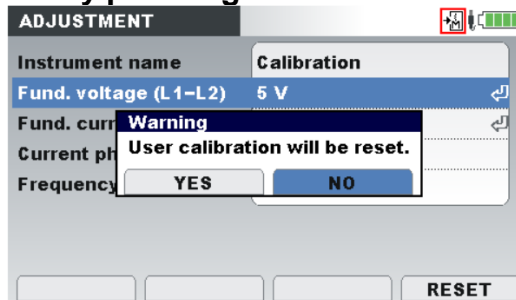 ADJUSTMENT
Instrument name Calibration
Fund. voltage (L1-L2) 5 V
Fund. curr
Warning
User calibration will be reset.
Current ph
Frequency
YES NO
RESET